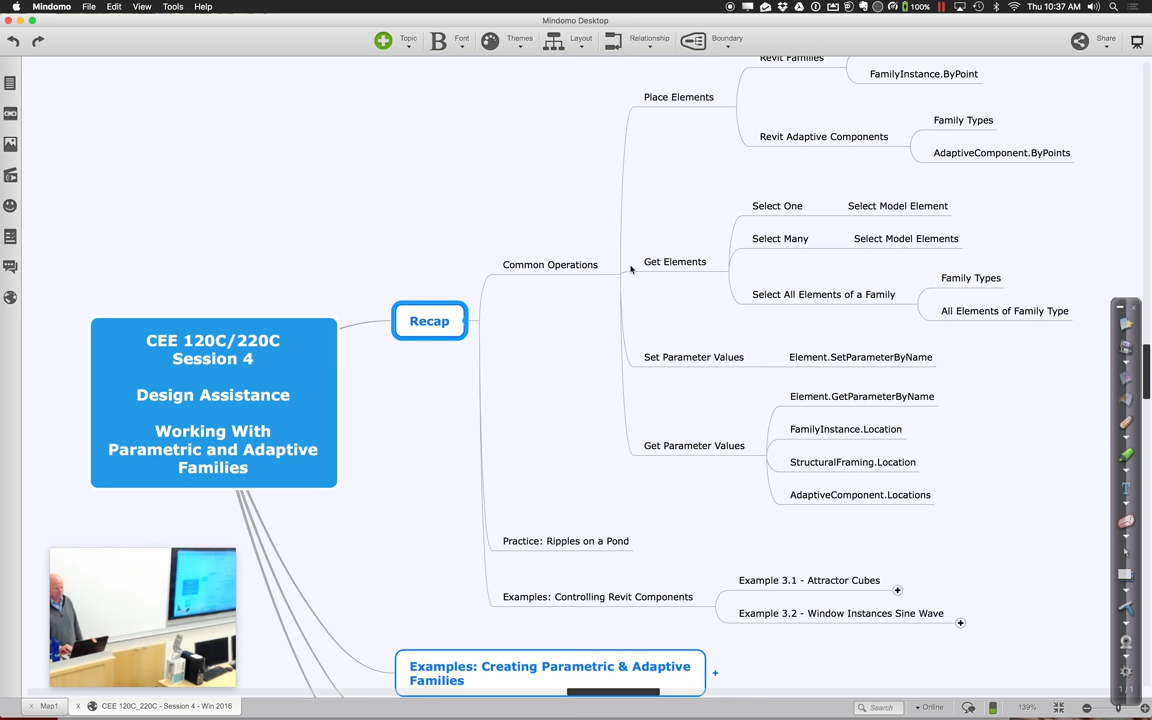 Mindomo File Edit View Tools Help
100% Thu 10:37 AM
Mindomo Desktop
Topic Font Themes Layout Relationship Boundary Share
Revit Families
FamilyInstance.ByPoint
Place Elements
Family Types
Revit Adaptive Components
AdaptiveComponent.ByPoints
Select One Select Model Element
Select Many Select Model Elements
Common Operations
Get Elements
Family Types
Select All Elements of a Family
All Elements of Family Type
Recap
CEE 120C/220C
Session 4
Design Assistance
Working With
Parametric and Adaptive
Families
Set Parameter Values Element.SetParameterByName
Element.GetParameterByName
FamilyInstance.Location
Get Parameter Values
StructuralFraming.Location
AdaptiveComponent.Locations
Practice: Ripples on a Pond
Example 3.1 - Attractor Cubes
Examples: Controlling Revit Components
Example 3.2 - Window Instances Sine Wave
Examples: Creating Parametric & Adaptive
Families
1 / 1
Map1 CEE 120C_220C - Session 4 - Win 2016 Search Online 139%